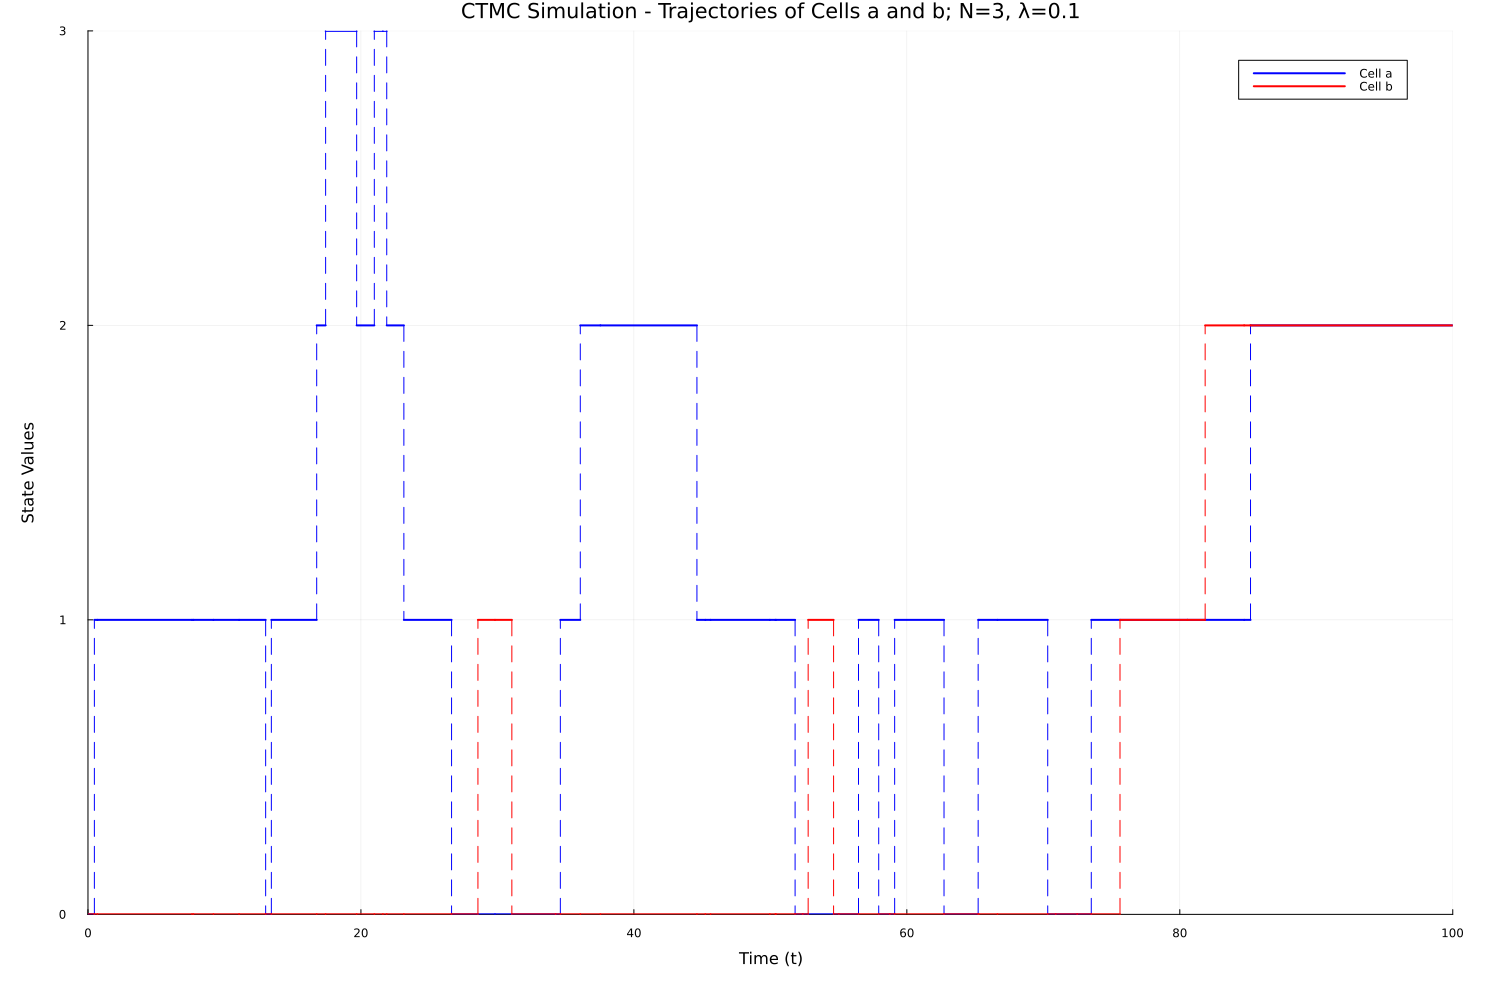 CTMC Simulation - Trajectories of Cells a and b; N=3, λ=0.1
3
Cell a
Cell b
2
State Values
1
0
0 20 40 60 80 100
Time (t)